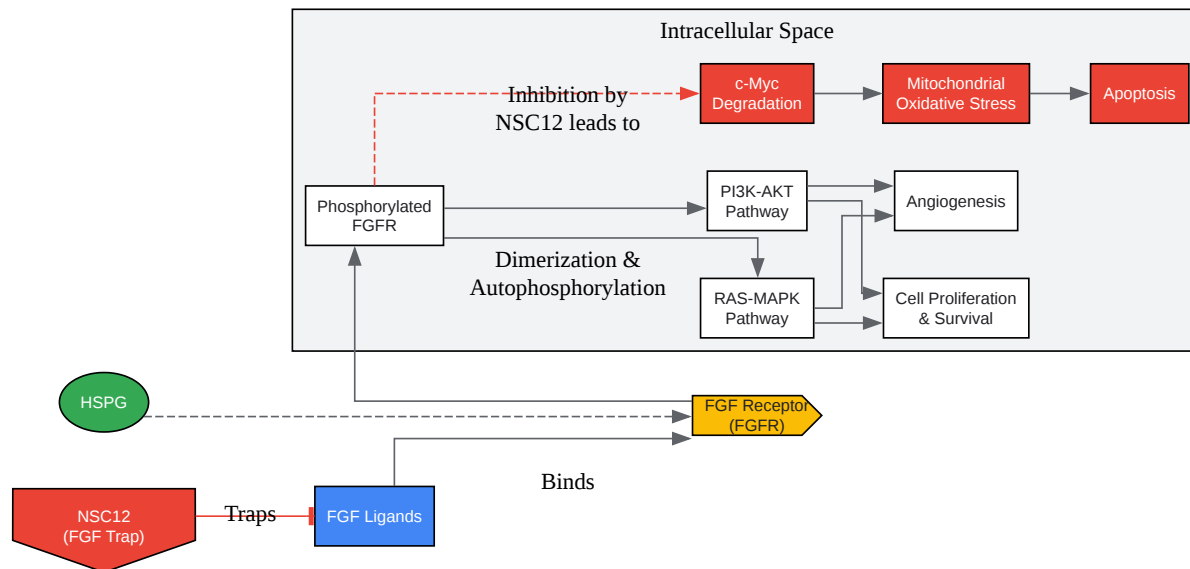 Intracellular Space
c-Myc
Degradation
Mitochondrial
Oxidative Stress
Apoptosis
Inhibition by
NSC12 leads to
Phosphorylated
FGFR
PI3K-AKT
Pathway
Angiogenesis
Dimerization &
Autophosphorylation
RAS-MAPK
Pathway
Cell Proliferation
& Survival
HSPG
FGF Receptor
(FGFR)
Binds
NSC12
(FGF Trap)
Traps
FGF Ligands